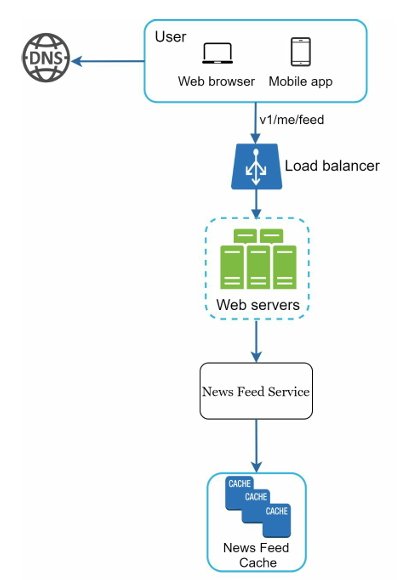 User
DNS
Web browser
Mobile app
v1/me/feed
Load balancer
Web servers
News Feed Service
CACHE
CACHE
CACHE
News Feed
Cache